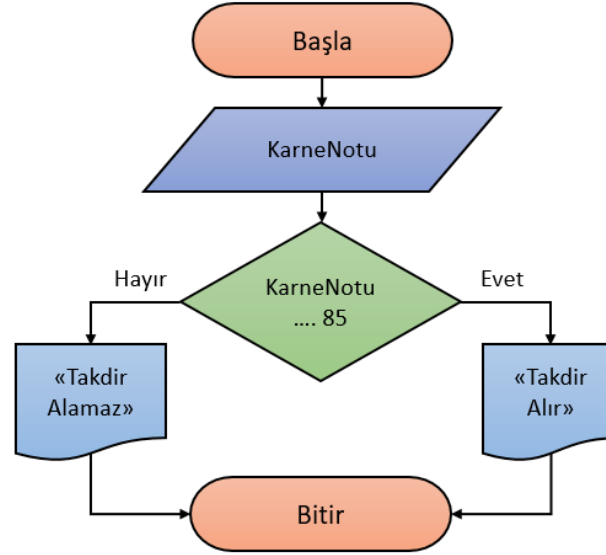 Başla
KarneNotu
Hayır
KarneNotu
.... 85
Evet
«Takdir
Alamaz»
«Takdir
Alır»
Bitir